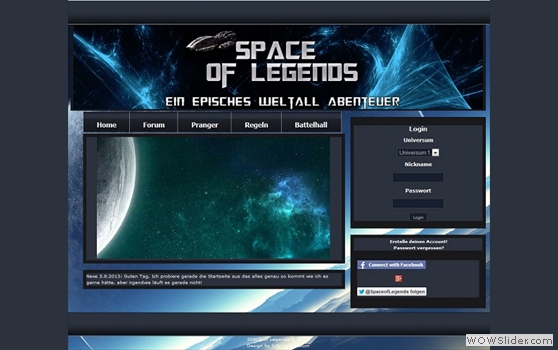 SPACE
OF LEGENDS
EIN EPISCHES WELTALL ABENTEUER
Home Forum Pranger Regeln Battelhall
Login
Universum
Universum 1
Nickname
Passwort
Login
Erstelle deinen Account!
Passwort vergessen?
Connect with Facebook
@SpaceofLegends folgen
News 3.8.2013: Guten Tag, Ich probiere gerade die Startseite aus das alles genau so kommt wie ich es
gerne hätte, aber irgendwie läuft es gerade nicht!
Space of Legends
Design by
WOWSlider.com